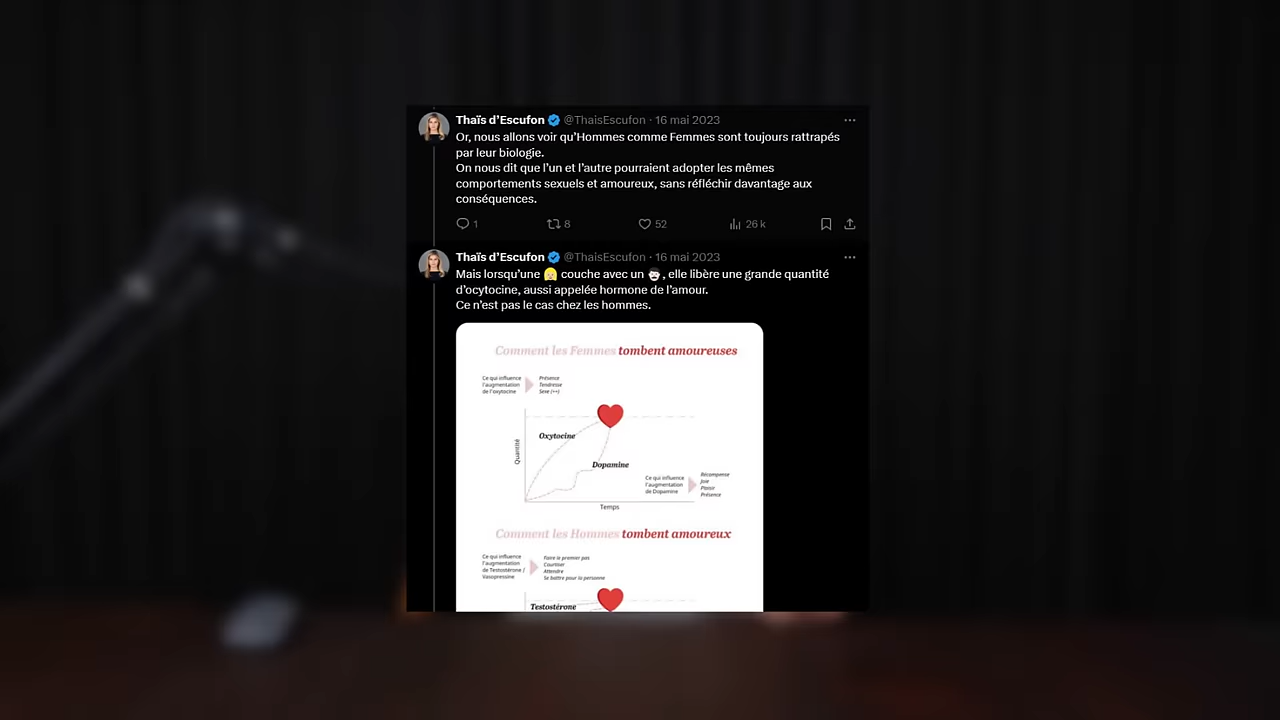 Thaïs d'Escufon @ThaisEscufon · 16 mai 2023
Or, nous allons voir qu'Hommes comme Femmes sont toujours rattrapés
par leur biologie.
On nous dit que l'un et l'autre pourraient adopter les mêmes
comportements sexuels et amoureux, sans réfléchir davantage aux
conséquences.
1 8 52 26 k
Thaïs d'Escufon @ThaisEscufon · 16 mai 2023
Mais lorsqu'une 👱‍♀️ couche avec un 👨🏻, elle libère une grande quantité
d'ocytocine, aussi appelée hormone de l'amour.
Ce n'est pas le cas chez les hommes.
Comment les Femmes tombent amoureuses
Ce qui influence
l'augmentation
de l'oxytocine
Présence
Tendresse
Sexe (++)
Oxytocine
Quantité
Dopamine
Ce qui influence
l'augmentation
de Dopamine
Récompense
Joie
Plaisir
Présence
Temps
Comment les Hommes tombent amoureux
Ce qui influence
l'augmentation
de Testostérone /
Vasopressine
Faire le premier pas
Courtiser
Attendre
Se battre pour la personne
Testostérone